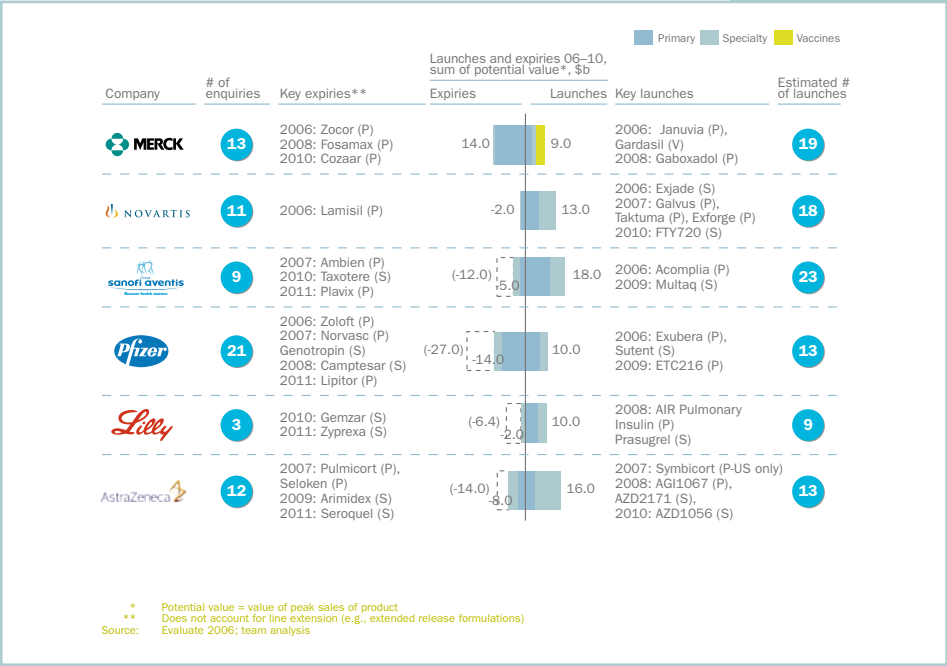 Primary Specialty Vaccines
Launches and expiries 06–10,
sum of potential value*, $b
Company
# of
enquiries
Key expiries**
Expiries
Launches
Key launches
Estimated #
of launches
MERCK
13
2006: Zocor (P)
2008: Fosamax (P)
2010: Cozaar (P)
14.0
9.0
2006: Januvia (P),
Gardasil (V)
2008: Gaboxadol (P)
19
NOVARTIS
11
2006: Lamisil (P)
-2.0
13.0
2006: Exjade (S)
2007: Galvus (P),
Taktuma (P), Exforge (P)
2010: FTY720 (S)
18
sanofi aventis
Because health matters
9
2007: Ambien (P)
2010: Taxotere (S)
2011: Plavix (P)
(-12.0)
-5.0
18.0
2006: Acomplia (P)
2009: Multaq (S)
23
Pfizer
21
2006: Zoloft (P)
2007: Norvasc (P)
Genotropin (S)
2008: Camptesar (S)
2011: Lipitor (P)
(-27.0)
-14.0
10.0
2006: Exubera (P),
Sutent (S)
2009: ETC216 (P)
13
Lilly
3
2010: Gemzar (S)
2011: Zyprexa (S)
(-6.4)
-2.0
10.0
2008: AIR Pulmonary
Insulin (P)
Prasugrel (S)
9
AstraZeneca
12
2007: Pulmicort (P),
Seloken (P)
2009: Arimidex (S)
2011: Seroquel (S)
(-14.0)
-8.0
16.0
2007: Symbicort (P-US only)
2008: AGI1067 (P),
AZD2171 (S),
2010: AZD1056 (S)
13
* Potential value = value of peak sales of product
** Does not account for line extension (e.g., extended release formulations)
Source: Evaluate 2006; team analysis